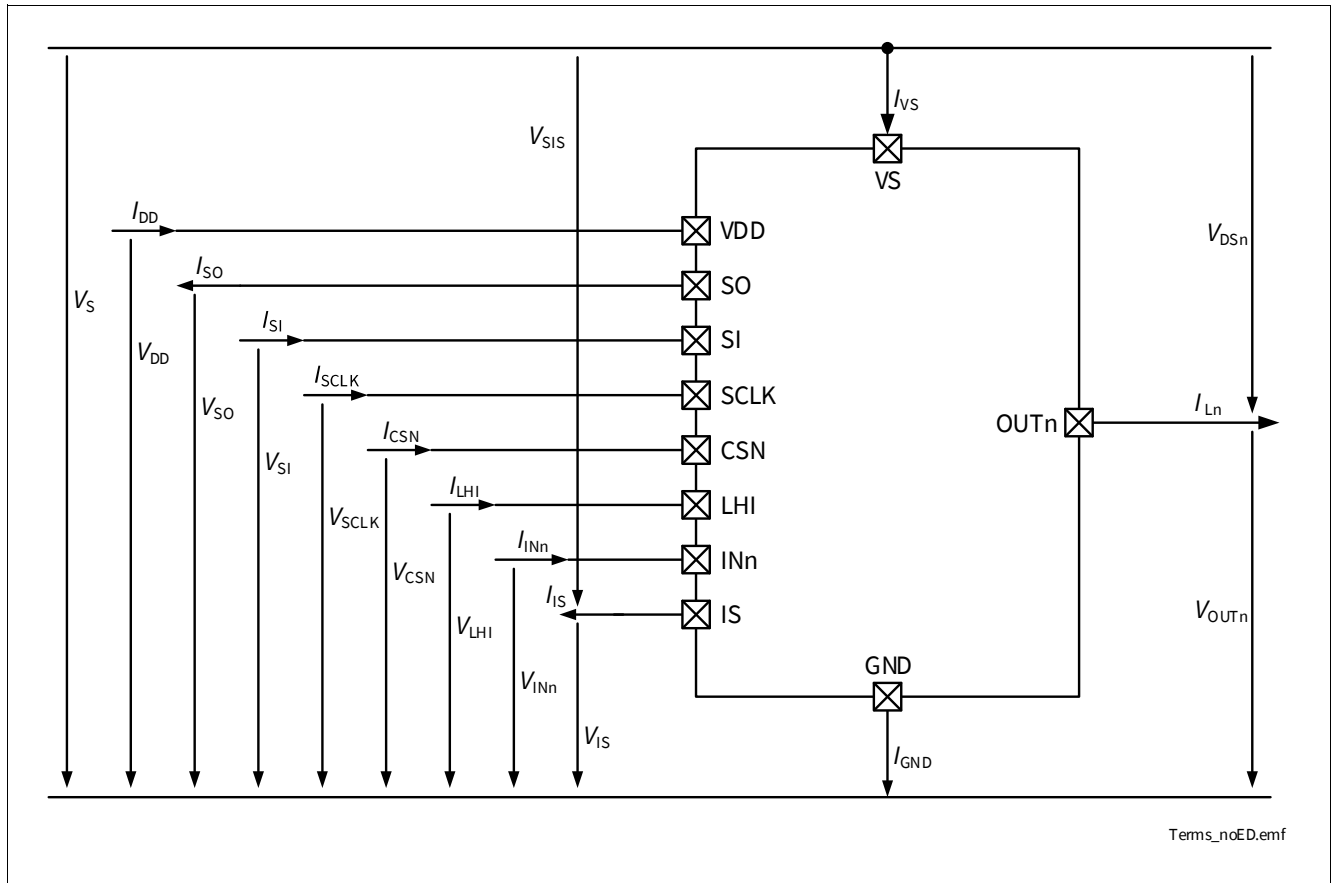 I_VS
V_SIS
VS
I_DD
VDD
V_DSn
I_SO
SO
V_S
I_SI
SI
V_DD
I_SCLK
SCLK
V_SO
I_CSN
CSN
OUTn
I_Ln
V_SI
I_LHI
LHI
V_SCLK
I_INn
INn
V_CSN
I_IS
IS
V_LHI
V_OUTn
GND
V_INn
V_IS
I_GND
Terms_noED.emf